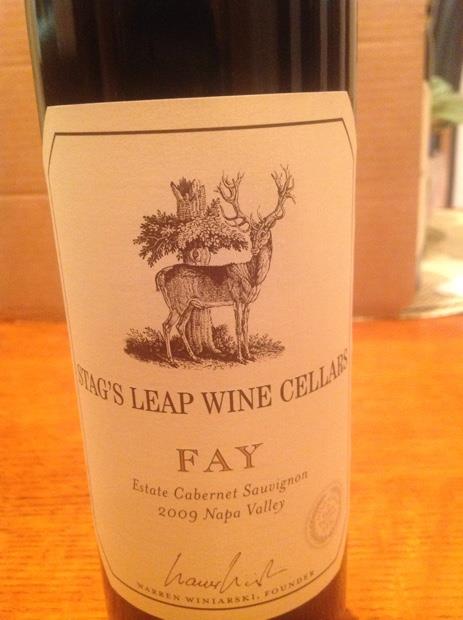 STAG'S LEAP WINE CELLARS
FAY
Estate Cabernet Sauvignon
2009 Napa Valley
WARREN WINIARSKI, FOUNDER